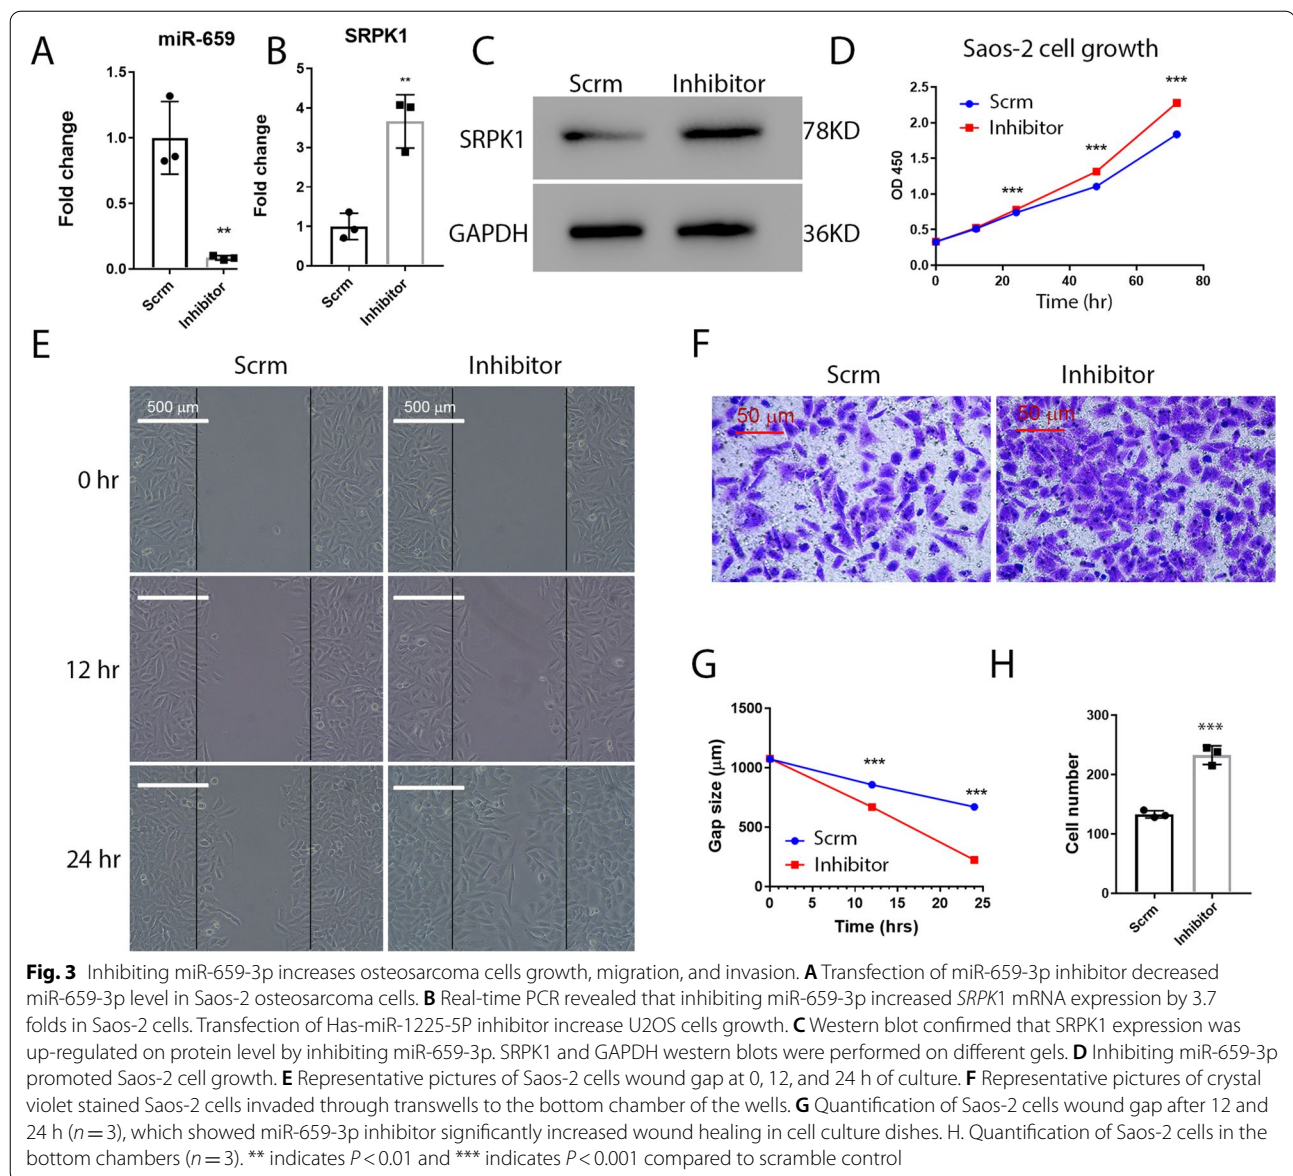 A
miR-659
Fold change
1.5
1.0
0.5
0.0
**
Scrm
Inhibitor
B
SRPK1
Fold change
5
4
3
2
1
0
**
Scrm
Inhibitor
C
Scrm Inhibitor
SRPK1 78KD
GAPDH 36KD
D
Saos-2 cell growth
OD 450
2.5
2.0
1.5
1.0
0.5
0.0
Scrm
Inhibitor
***
***
***
0 20 40 60 80
Time (hr)
E
Scrm Inhibitor
500 μm 500 μm
0 hr
12 hr
24 hr
F
Scrm Inhibitor
50 μm 50 μm
G
Gap size (μm)
1500
1000
500
0
***
***
Scrm
Inhibitor
0 5 10 15 20 25
Time (hrs)
H
Cell number
300
200
100
0
***
Scrm
Inhibitor
Fig. 3 Inhibiting miR-659-3p increases osteosarcoma cells growth, migration, and invasion. A Transfection of miR-659-3p inhibitor decreased
miR-659-3p level in Saos-2 osteosarcoma cells. B Real-time PCR revealed that inhibiting miR-659-3p increased SRPK1 mRNA expression by 3.7
folds in Saos-2 cells. Transfection of Has-miR-1225-5P inhibitor increase U2OS cells growth. C Western blot confirmed that SRPK1 expression was
up-regulated on protein level by inhibiting miR-659-3p. SRPK1 and GAPDH western blots were performed on different gels. D Inhibiting miR-659-3p
promoted Saos-2 cell growth. E Representative pictures of Saos-2 cells wound gap at 0, 12, and 24 h of culture. F Representative pictures of crystal
violet stained Saos-2 cells invaded through transwells to the bottom chamber of the wells. G Quantification of Saos-2 cells wound gap after 12 and
24 h (n = 3), which showed miR-659-3p inhibitor significantly increased wound healing in cell culture dishes. H. Quantification of Saos-2 cells in the
bottom chambers (n = 3). ** indicates P < 0.01 and *** indicates P < 0.001 compared to scramble control